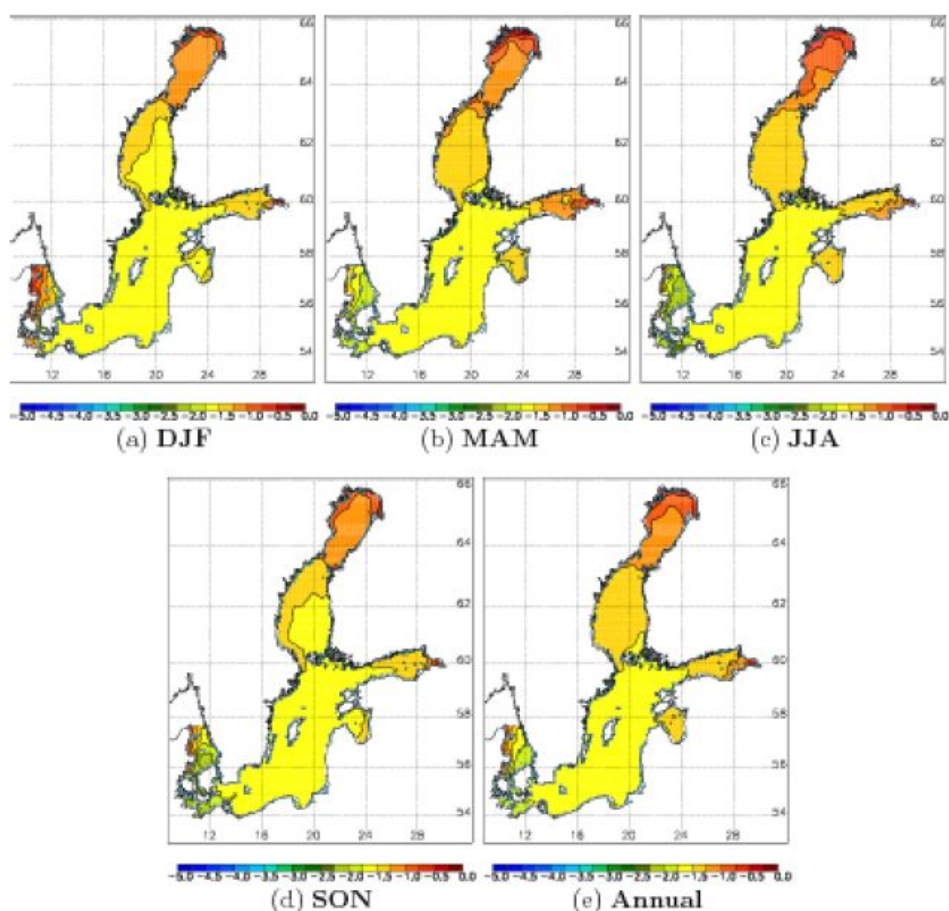 66 66 66
64 64 64
62 62 62
60 60 60
58 58 58
56 56 56
54 54 54
12 16 20 24 28 12 16 20 24 28 12 16 20 24 28
−5.0 −4.5 −4.0 −3.5 −3.0 −2.5 −2.0 −1.5 −1.0 −0.5 0.0 −5.0 −4.5 −4.0 −3.5 −3.0 −2.5 −2.0 −1.5 −1.0 −0.5 0.0 −5.0 −4.5 −4.0 −3.5 −3.0 −2.5 −2.0 −1.5 −1.0 −0.5 0.0
(a) DJF (b) MAM (c) JJA
66 66
64 64
62 62
60 60
58 58
56 56
54 54
12 16 20 24 28 12 16 20 24 28
−5.0 −4.5 −4.0 −3.5 −3.0 −2.5 −2.0 −1.5 −1.0 −0.5 0.0 −5.0 −4.5 −4.0 −3.5 −3.0 −2.5 −2.0 −1.5 −1.0 −0.5 0.0
(d) SON (e) Annual